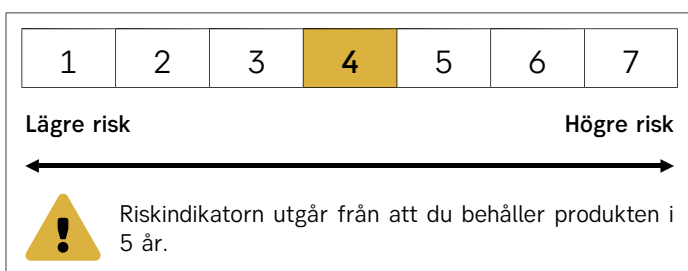 1 2 3 4 5 6 7
Lägre risk Högre risk
Riskindikatorn utgår från att du behåller produkten i
5 år.